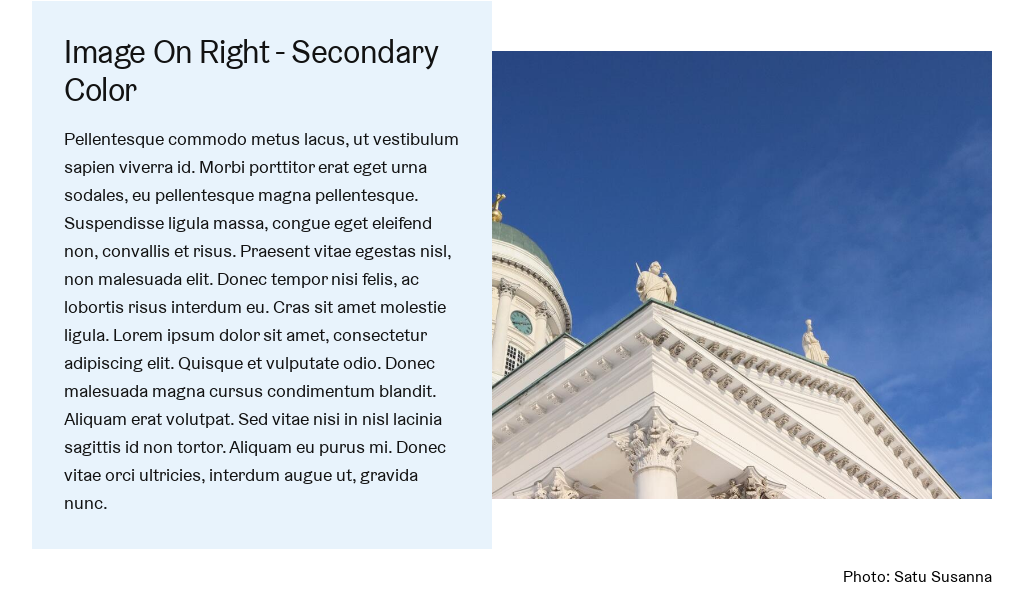 Image On Right - Secondary
Color
Pellentesque commodo metus lacus, ut vestibulum
sapien viverra id. Morbi porttitor erat eget urna
sodales, eu pellentesque magna pellentesque.
Suspendisse ligula massa, congue eget eleifend
non, convallis et risus. Praesent vitae egestas nisl,
non malesuada elit. Donec tempor nisi felis, ac
lobortis risus interdum eu. Cras sit amet molestie
ligula. Lorem ipsum dolor sit amet, consectetur
adipiscing elit. Quisque et vulputate odio. Donec
malesuada magna cursus condimentum blandit.
Aliquam erat volutpat. Sed vitae nisi in nisl lacinia
sagittis id non tortor. Aliquam eu purus mi. Donec
vitae orci ultricies, interdum augue ut, gravida
nunc.
Photo: Satu Susanna